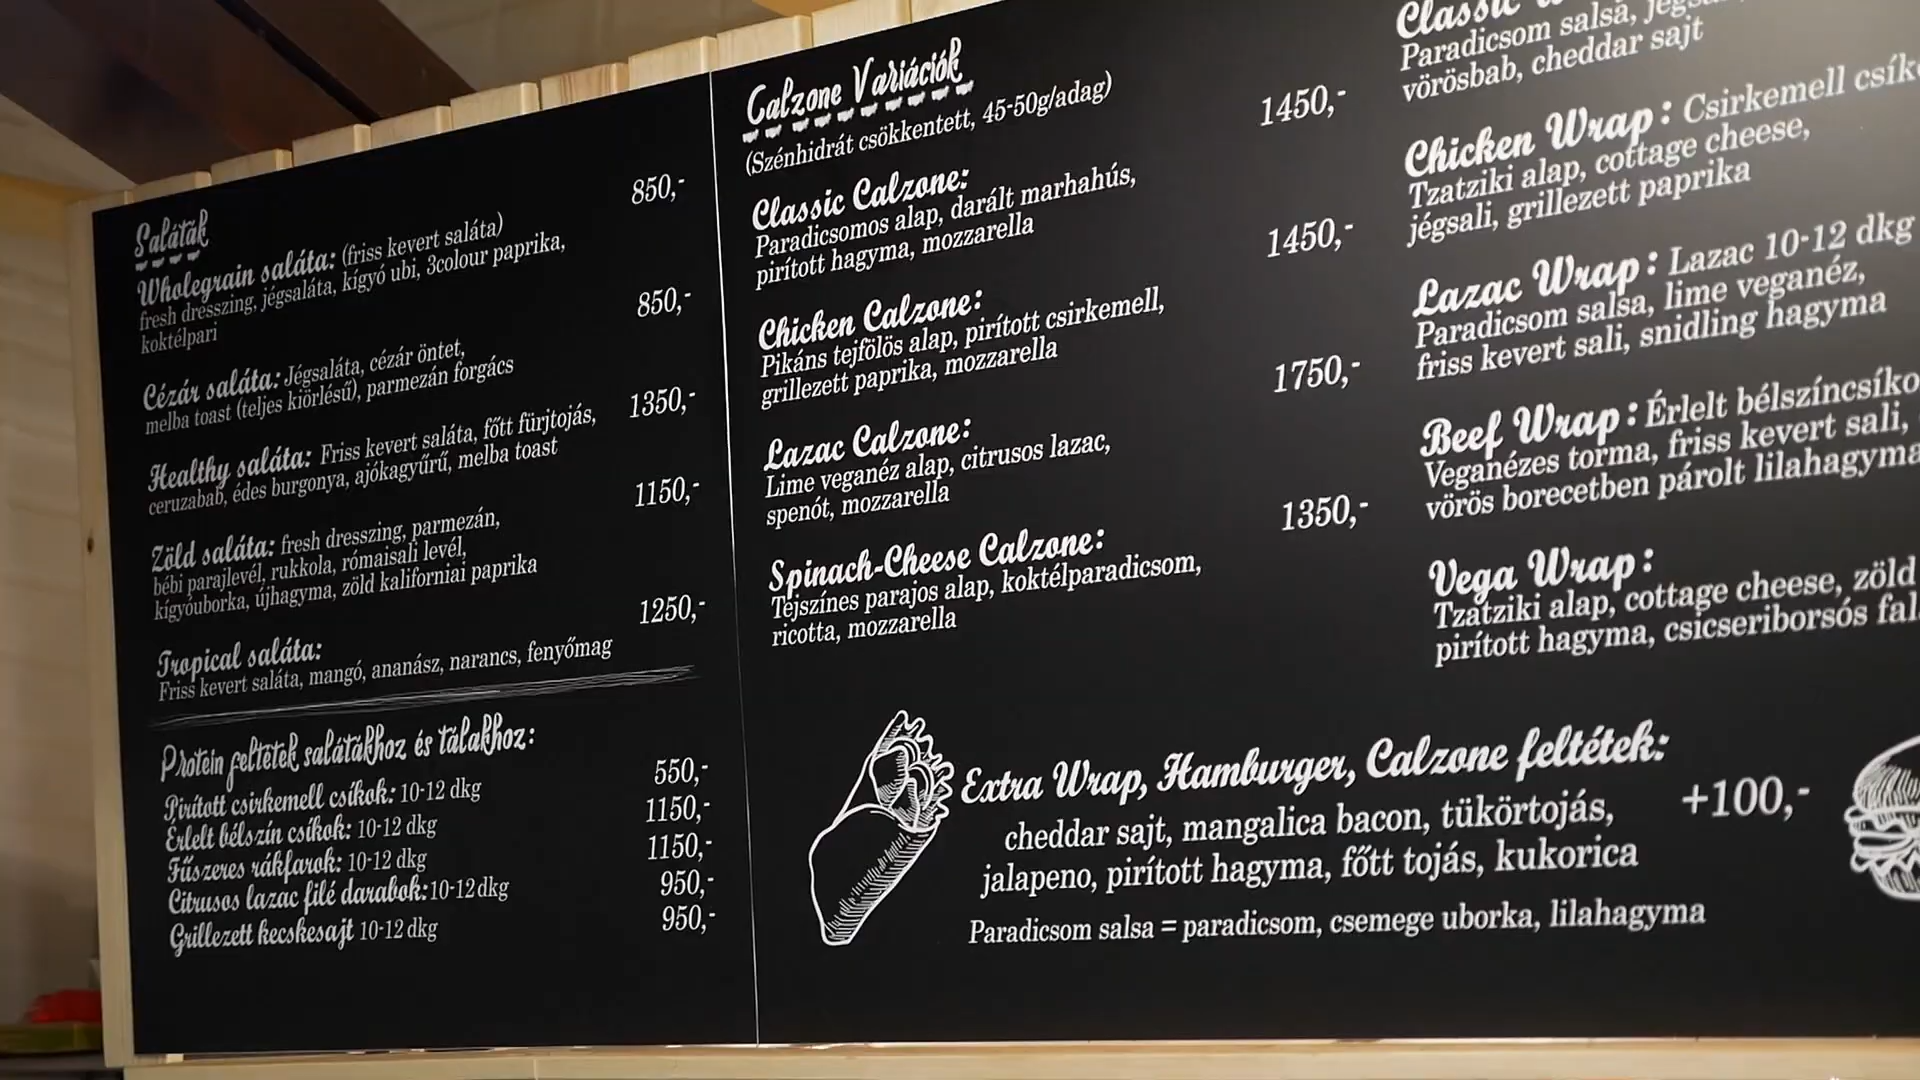 Saláták
850,-
Wholegrain saláta: (friss kevert saláta)
fresh dresszing, jégsaláta, kígyó ubi, 3colour paprika,
koktélpari
850,-
Cézár saláta: Jégsaláta, cézár öntet,
melba toast (teljes kiörlésű), parmezán forgács
1350,-
Healthy saláta: Friss kevert saláta, főtt fürjtojás,
ceruzabab, édes burgonya, ajókagyűrű, melba toast
1150,-
Zöld saláta: fresh dresszing, parmezán,
bébi parajlevél, rukkola, rómaisali levél,
kígyóuborka, újhagyma, zöld kaliforniai paprika
1250,-
Tropical saláta:
Friss kevert saláta, mangó, ananász, narancs, fenyőmag
Protein feltétek salátákhoz és tálakhoz:
Pirított csirkemell csíkok: 10-12 dkg 550,-
Érlelt bélszín csíkok: 10-12 dkg 1150,-
Fűszeres rákfarok: 10-12 dkg 1150,-
Citrusos lazac filé darabok: 10-12 dkg 950,-
Grillezett kecskesajt 10-12 dkg 950,-
Calzone Variációk
(Szénhidrát csökkentett, 45-50g/adag)
1450,-
Classic Calzone:
Paradicsomos alap, darált marhahús,
pirított hagyma, mozzarella
1450,-
Chicken Calzone:
Pikáns tejfölös alap, pirított csirkemell,
grillezett paprika, mozzarella
1750,-
Lazac Calzone:
Lime veganéz alap, citrusos lazac,
spenót, mozzarella
1350,-
Spinach-Cheese Calzone:
Tejszínes parajos alap, koktélparadicsom,
ricotta, mozzarella
Classic
Paradicsom salsa,
vörösbab, cheddar sajt
Chicken Wrap: Csirkemell
Tzatziki alap, cottage cheese,
jégsali, grillezett paprika
Lazac Wrap: Lazac 10-12 dkg
Paradicsom salsa, lime veganéz,
friss kevert sali, snidling hagyma
Beef Wrap: Érlelt
Veganézes torma, friss kevert sali,
vörös borecetben párolt lilahagyma
Vega Wrap:
Tzatziki alap, cottage cheese, zöld
pirított hagyma, csicseriborsós
Extra Wrap, Hamburger, Calzone feltétek:
cheddar sajt, mangalica bacon, tükörtojás, +100,-
jalapeno, pirított hagyma, főtt tojás, kukorica
Paradicsom salsa = paradicsom, csemege uborka, lilahagyma